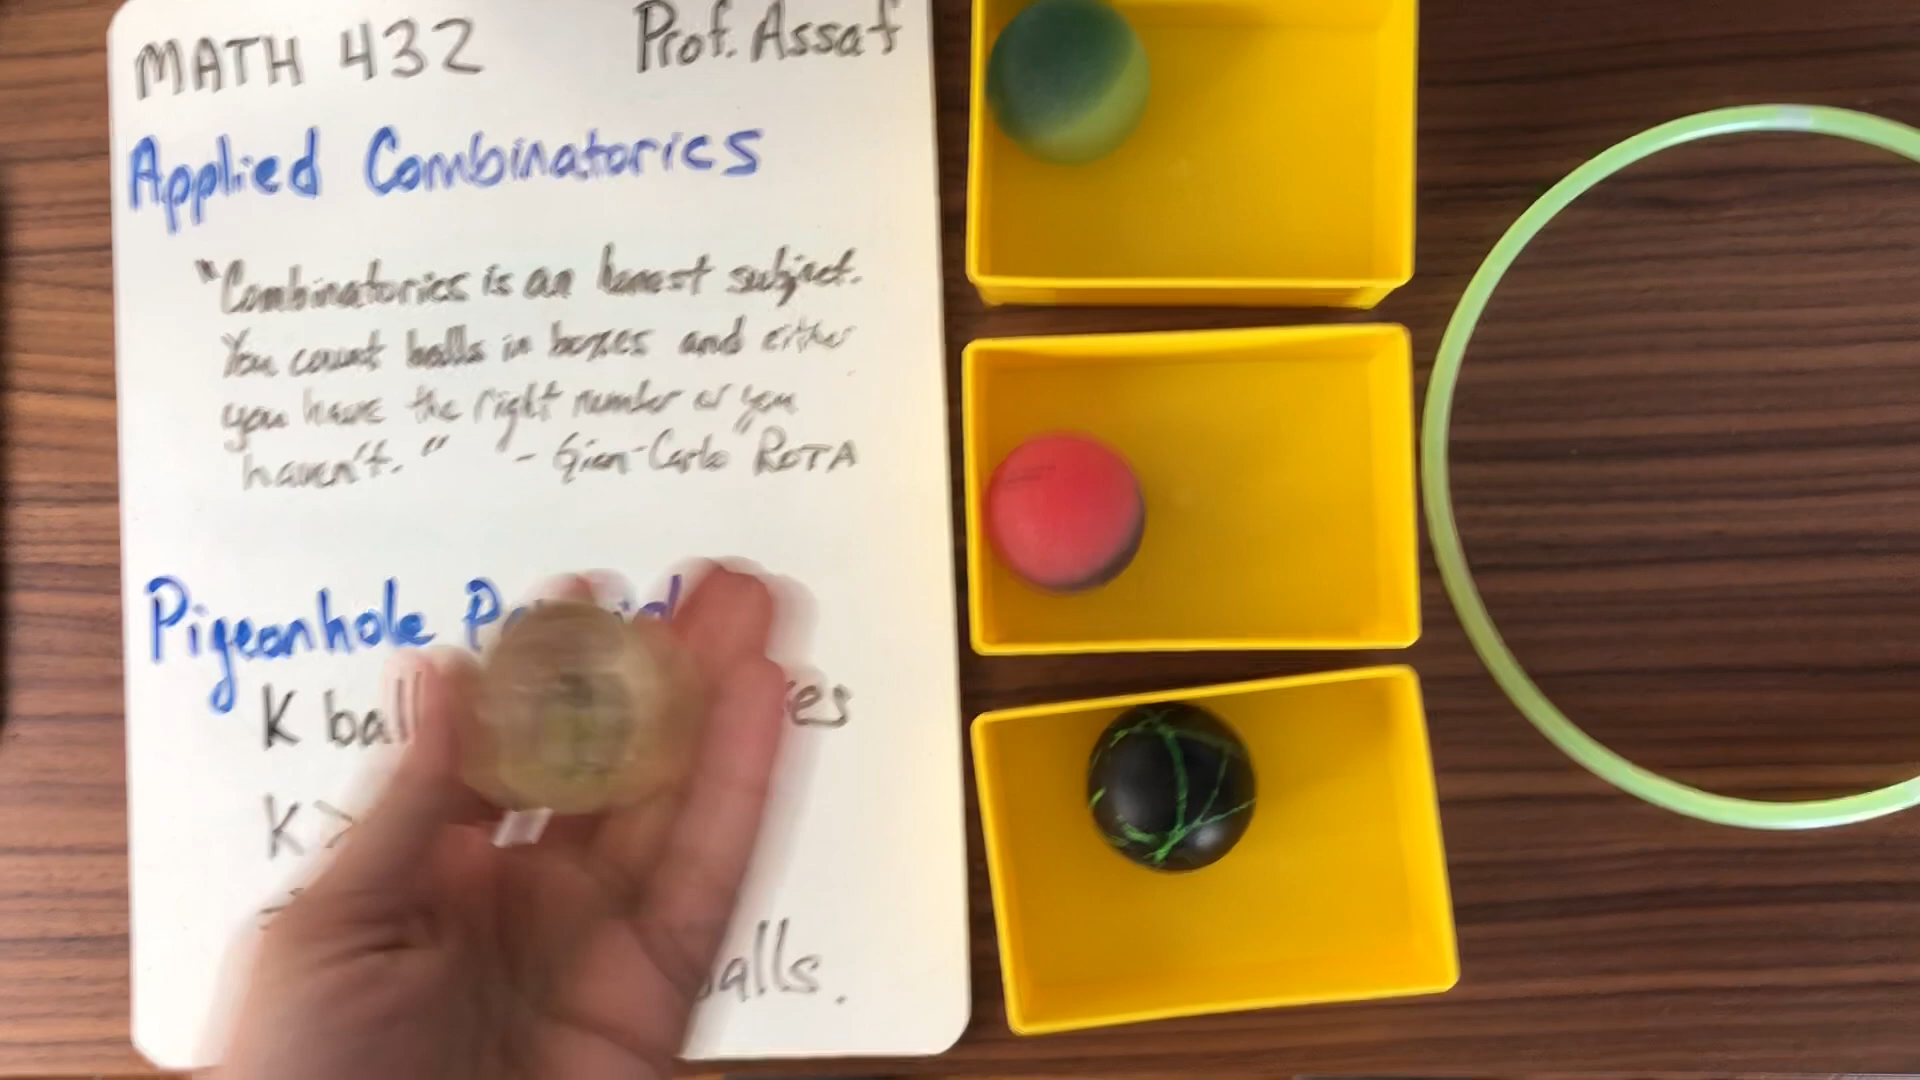 MATH 432 Prof. Assaf
Applied Combinatorics
"Combinatorics is an honest subject.
You count balls in boxes and either
you have the right number or you
haven't." - Gian-Carlo ROTA
Pigeonhole
K
K >
balls.